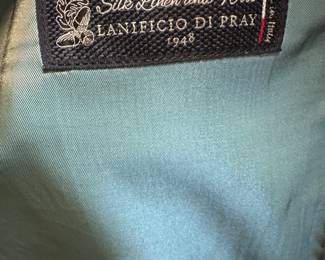 Silk Linen and Wool
LANIFICIO DI PRAY
1948